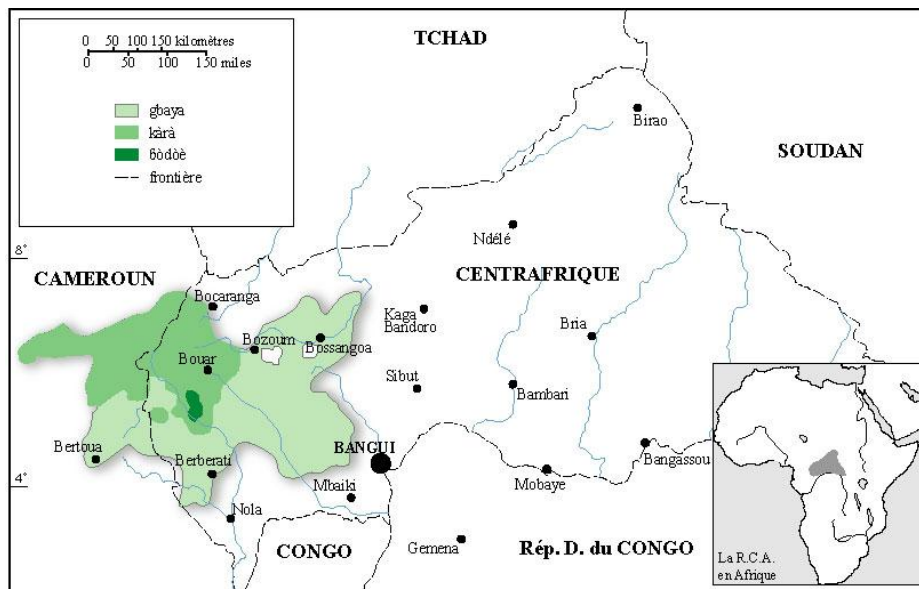 TCHAD
0 50 100 150 kilomètres
0 50 100 150 miles
gbaya
kàrà
ɓòdòè
frontière
Birao
SOUDAN
Ndélé
8°
CAMEROUN
CENTRAFRIQUE
Bocaranga
Kaga
Bandoro
Bria
Bozoum
Bossangoa
Bouar
Sibut
Bambari
Bertoua
BANGUI
Berberati
Bangassou
4°
Mobaye
Mbaiki
Nola
CONGO
Gemena
Rép. D. du CONGO
La R.C.A.
en Afrique